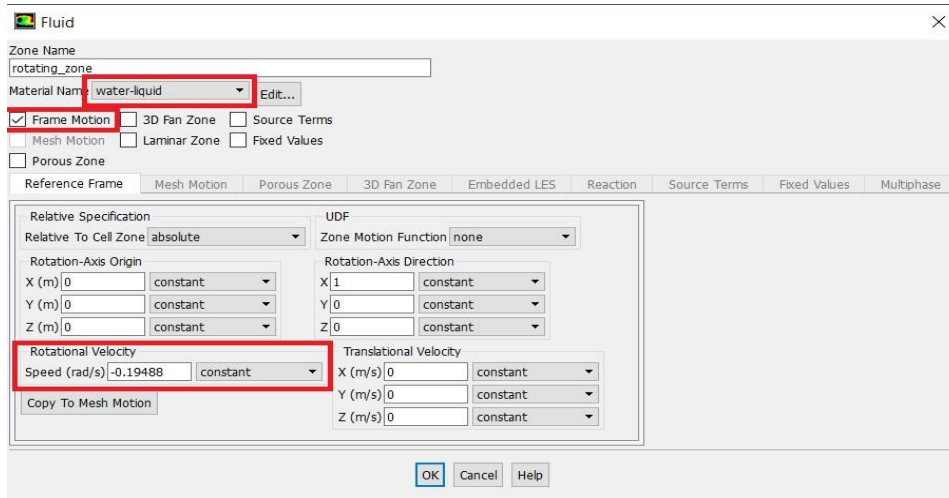 Fluid
Zone Name
rotating_zone
Material Name water-liquid Edit...
Frame Motion 3D Fan Zone Source Terms
Mesh Motion Laminar Zone Fixed Values
Porous Zone
Reference Frame Mesh Motion Porous Zone 3D Fan Zone Embedded LES Reaction Source Terms Fixed Values Multiphase
Relative Specification UDF
Relative To Cell Zone absolute Zone Motion Function none
Rotation-Axis Origin Rotation-Axis Direction
X (m) 0 constant X 1 constant
Y (m) 0 constant Y 0 constant
Z (m) 0 constant Z 0 constant
Rotational Velocity Translational Velocity
Speed (rad/s) -0.19488 constant X (m/s) 0 constant
Copy To Mesh Motion Y (m/s) 0 constant
Z (m/s) 0 constant
OK Cancel Help